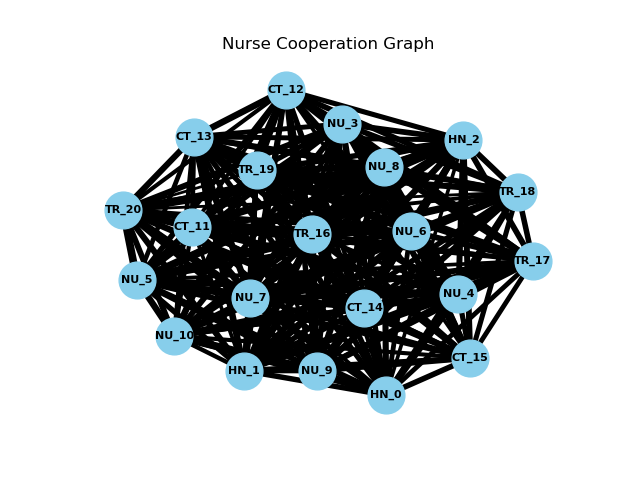 Nurse Cooperation Graph
CT_12
NU_3
CT_13
HN_2
NU_8
TR_19
TR_18
TR_20
CT_11
NU_6
TR_16
TR_17
NU_5
NU_4
NU_7
CT_14
NU_10
CT_15
HN_1
NU_9
HN_0